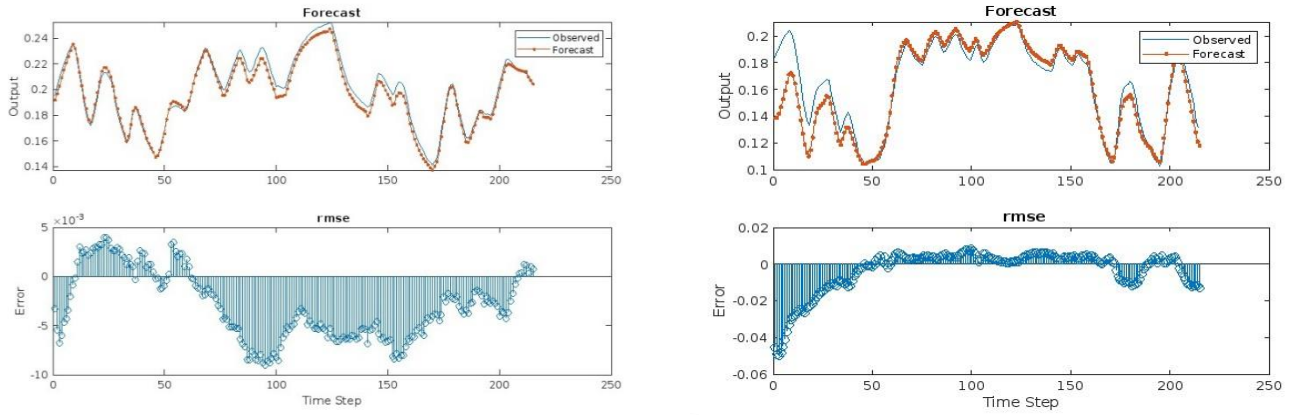 Forecast
0.24
0.22
0.2
0.18
0.16
0.14
Output
Observed
Forecast
0 50 100 150 200 250
rmse
×10⁻³
5
0
-5
-10
Error
0 50 100 150 200 250
Time Step
Forecast
0.2
0.18
0.16
0.14
0.12
0.1
Output
Observed
Forecast
0 50 100 150 200 250
rmse
0.02
0
-0.02
-0.04
-0.06
Error
0 50 100 150 200 250
Time Step